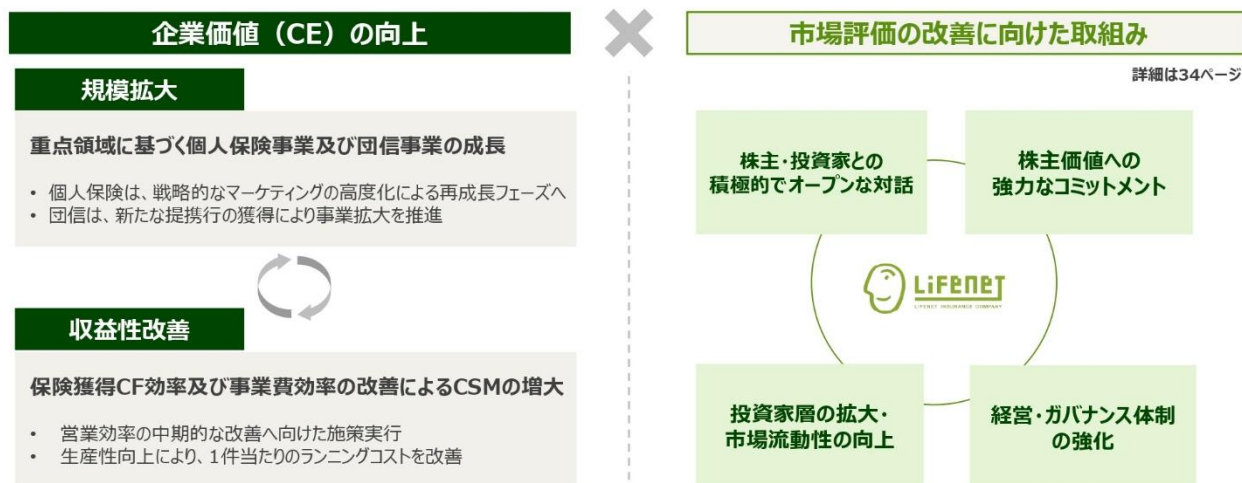 企業価値（CE）の向上
規模拡大
重点領域に基づく個人保険事業及び団信事業の成長
• 個人保険は、戦略的なマーケティングの高度化による再成長フェーズへ
• 団信は、新たな提携行の獲得により事業拡大を推進
収益性改善
保険獲得CF効率及び事業費効率の改善によるCSMの増大
• 営業効率の中期的な改善へ向けた施策実行
• 生産性向上により、1件当たりのランニングコストを改善
市場評価の改善に向けた取組み
詳細は34ページ
株主・投資家との
積極的でオープンな対話
株主価値への
強力なコミットメント
LIFENET
LIFENET INSURANCE COMPANY
投資家層の拡大・
市場流動性の向上
経営・ガバナンス体制
の強化